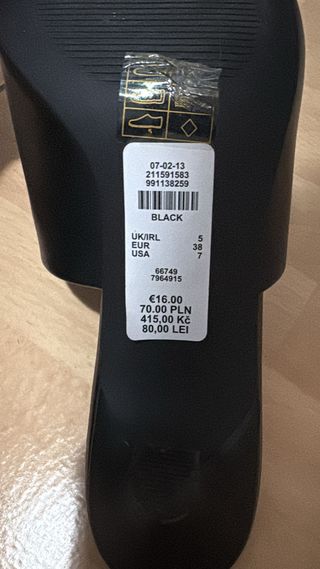 07-02-13
211591583
991138259
BLACK
UK/IRL 5
EUR 38
USA 7
66749
7964915
€16.00
70.00 PLN
415,00 Kč
80,00 LEI